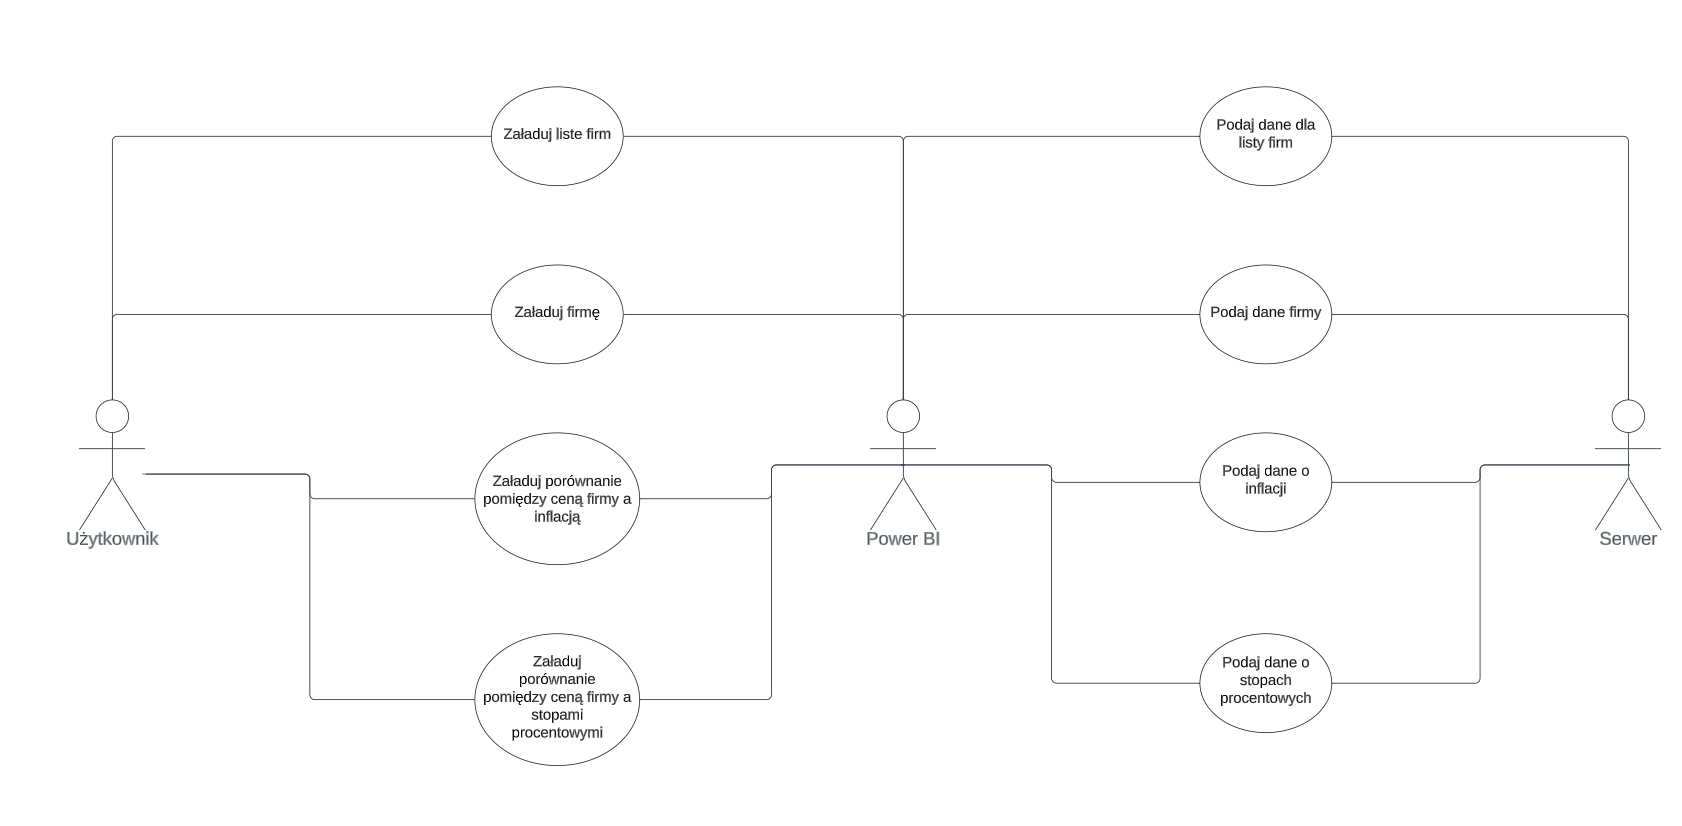 Załaduj liste firm
Podaj dane dla
listy firm
Załaduj firmę
Podaj dane firmy
Załaduj porównanie
pomiędzy ceną firmy a
inflacją
Podaj dane o
inflacji
Użytkownik
Power BI
Serwer
Załaduj
porównanie
pomiędzy ceną firmy a
stopami
procentowymi
Podaj dane o
stopach
procentowych